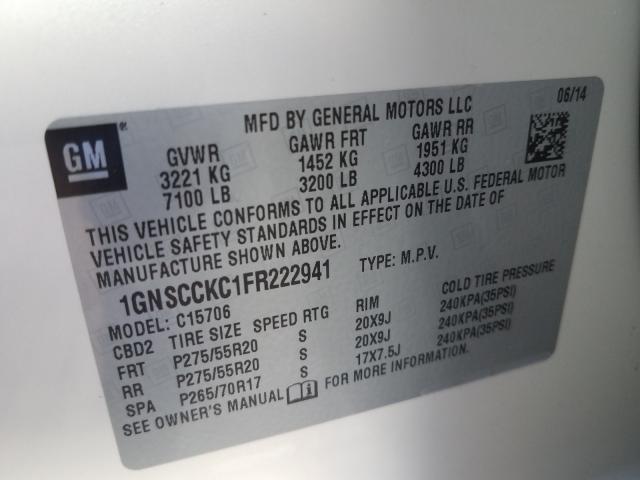 GM
MFD BY GENERAL MOTORS LLC 06/14
GVWR GAWR FRT GAWR RR
3221 KG 1452 KG 1951 KG
7100 LB 3200 LB 4300 LB
THIS VEHICLE CONFORMS TO ALL APPLICABLE U.S. FEDERAL MOTOR
VEHICLE SAFETY STANDARDS IN EFFECT ON THE DATE OF
MANUFACTURE SHOWN ABOVE.
1GNSCCKC1FR222941 TYPE: M.P.V.
MODEL: C15706
CBD2 TIRE SIZE SPEED RTG RIM COLD TIRE PRESSURE
FRT P275/55R20 S 20X9J 240KPA(35PSI)
RR P275/55R20 S 20X9J 240KPA(35PSI)
SPA P265/70R17 S 17X7.5J 240KPA(35PSI)
SEE OWNER'S MANUAL FOR MORE INFORMATION.